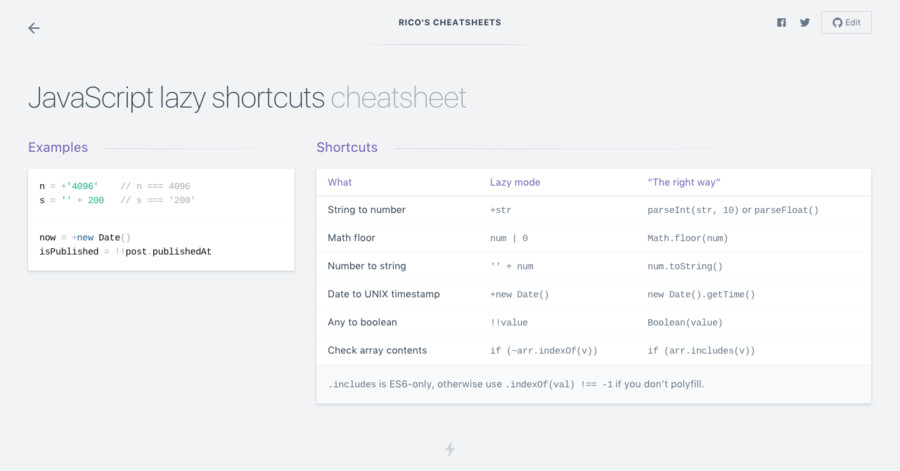 RICO'S CHEATSHEETS
Edit
JavaScript lazy shortcuts cheatsheet
Examples
n = +'4096'    // n === 4096
s = '' + 200   // s === '200'
now = +new Date()
isPublished = !!post.publishedAt
Shortcuts
What Lazy mode “The right way”
String to number +str parseInt(str, 10) or parseFloat()
Math floor num | 0 Math.floor(num)
Number to string '' + num num.toString()
Date to UNIX timestamp +new Date() new Date().getTime()
Any to boolean !!value Boolean(value)
Check array contents if (~arr.indexOf(v)) if (arr.includes(v))
.includes is ES6-only, otherwise use .indexOf(val) !== -1 if you don’t polyfill.